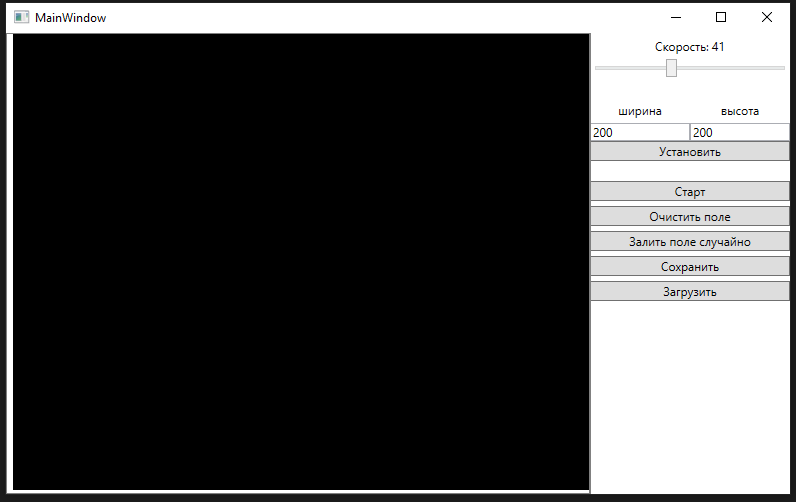 MainWindow
Скорость: 41
ширина высота
200 200
Установить
Старт
Очистить поле
Залить поле случайно
Сохранить
Загрузить